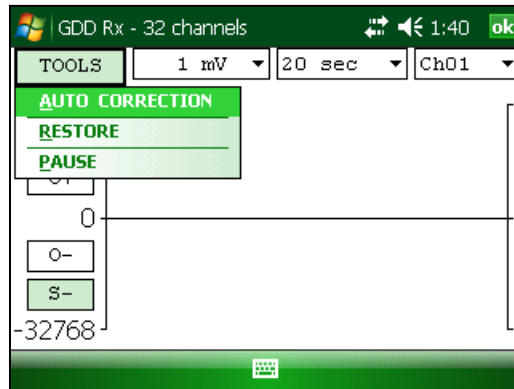 GDD Rx - 32 channels 1:40 ok
TOOLS 1 mV 20 sec Ch01
AUTO CORRECTION
RESTORE
PAUSE
0
O-
S-
-32768